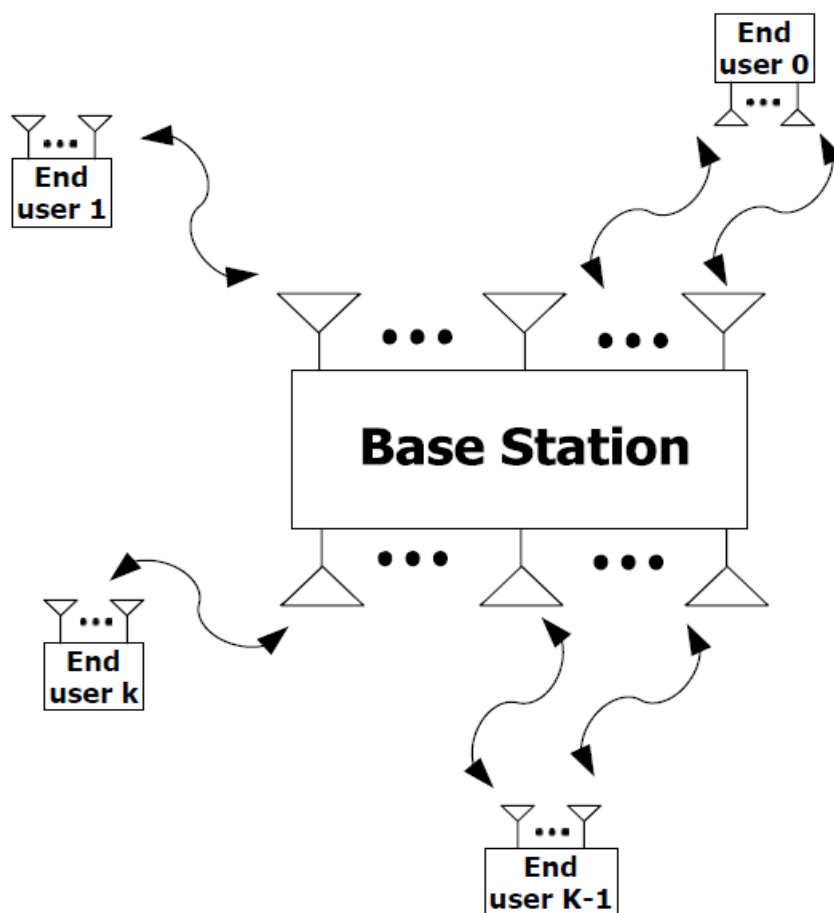 End
user 0
End
user 1
Base Station
End
user k
End
user K-1